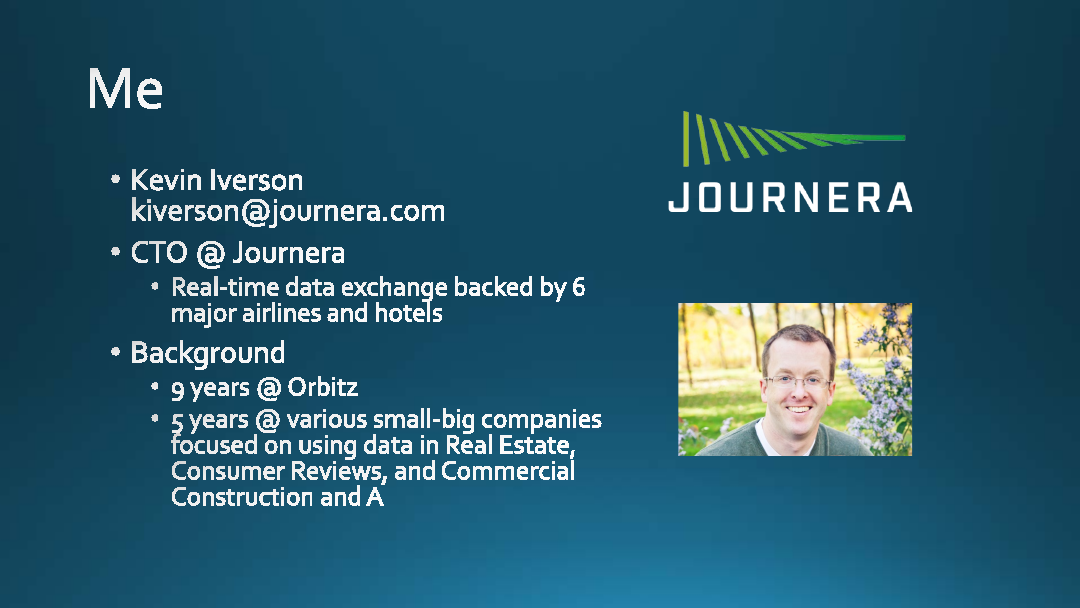 Me
• Kevin Iverson
kiverson@journera.com
• CTO @ Journera
• Real-time data exchange backed by 6
major airlines and hotels
• Background
• 9 years @ Orbitz
• 5 years @ various small-big companies
focused on using data in Real Estate,
Consumer Reviews, and Commercial
Construction and A
JOURNERA